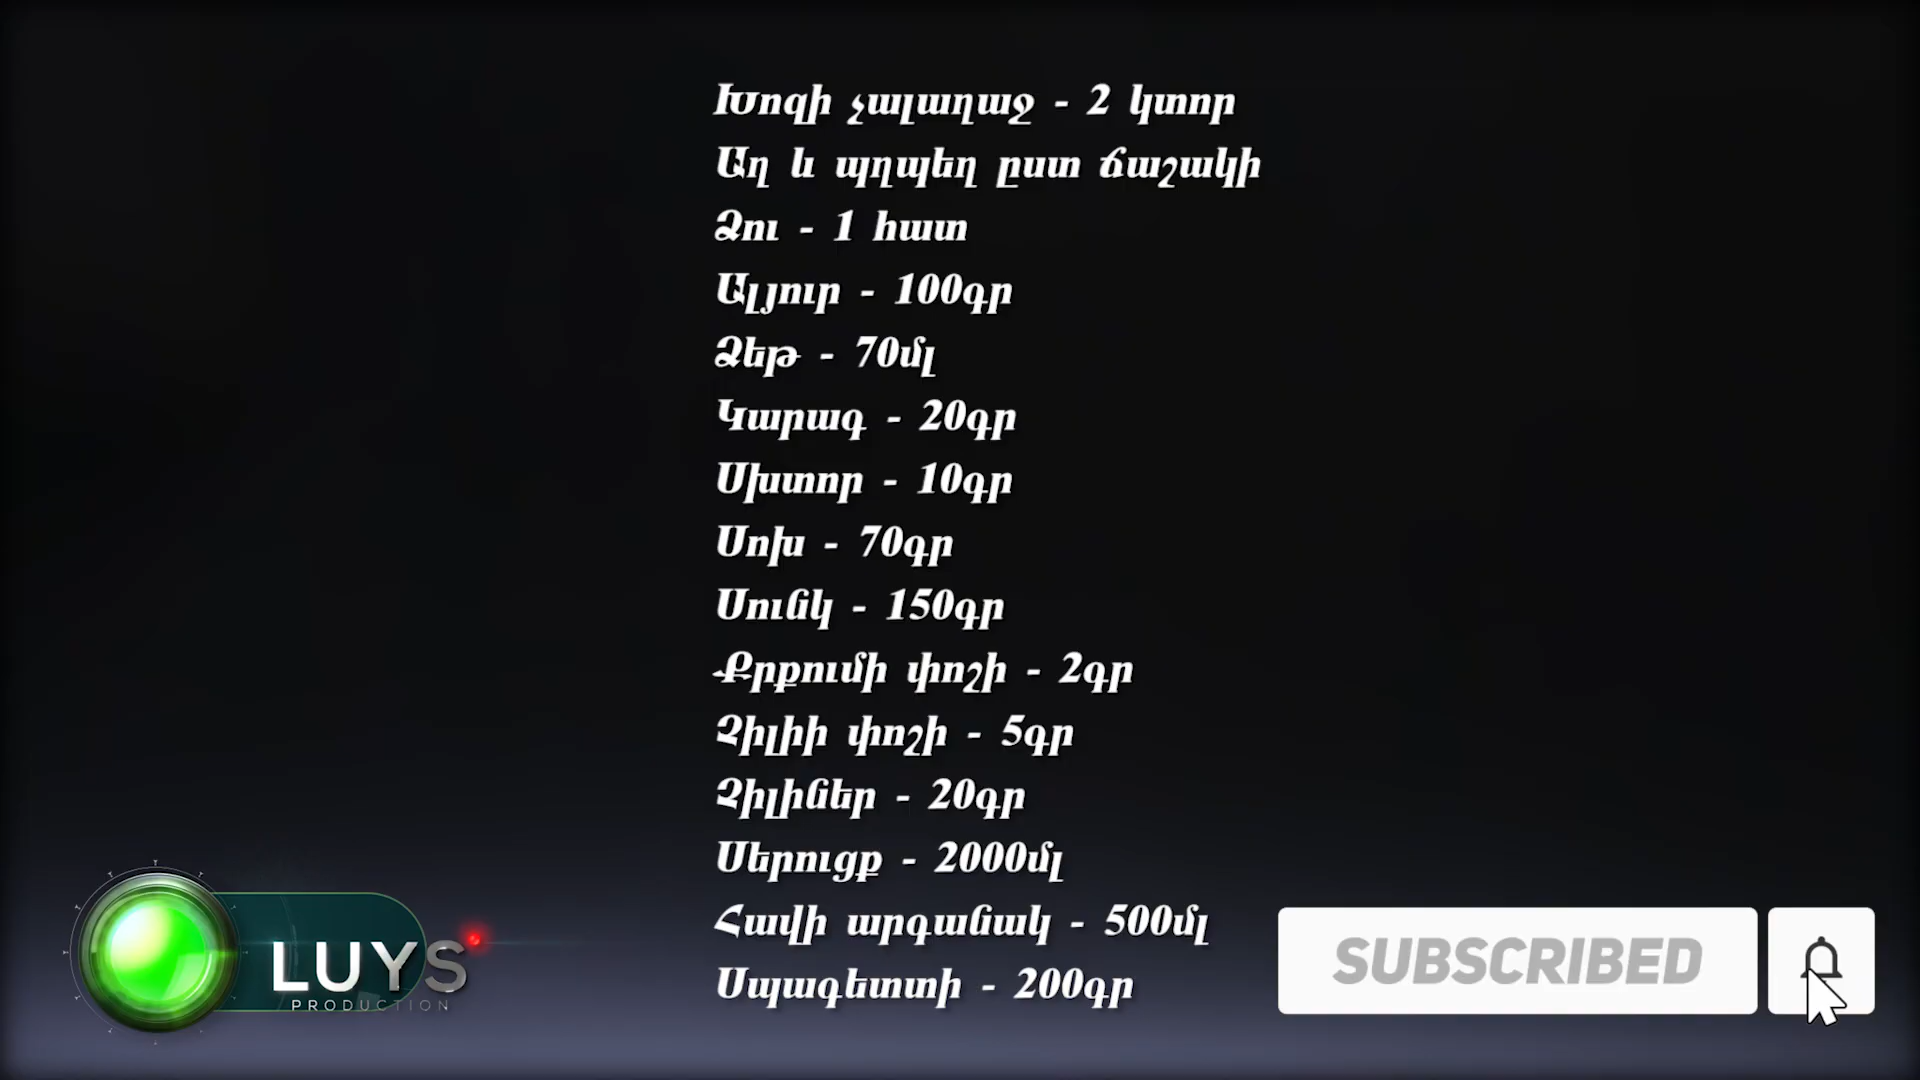 Խոզի չալաղաջ - 2 կտոր
Աղ և պղպեղ ըստ ճաշակի
Ձու - 1 հատ
Ալյուր - 100գր
Ձեթ - 70մլ
Կարագ - 20գր
Սխտոր - 10գր
Սոխ - 70գր
Սունկ - 150գր
Քրքումի փոշի - 2գր
Չիլիի փոշի - 5գր
Չիլիներ - 20գր
Սերուցք - 2000մլ
Հավի արգանակ - 500մլ
Սպագետտի - 200գր
LUYS
PRODUCTION
SUBSCRIBED